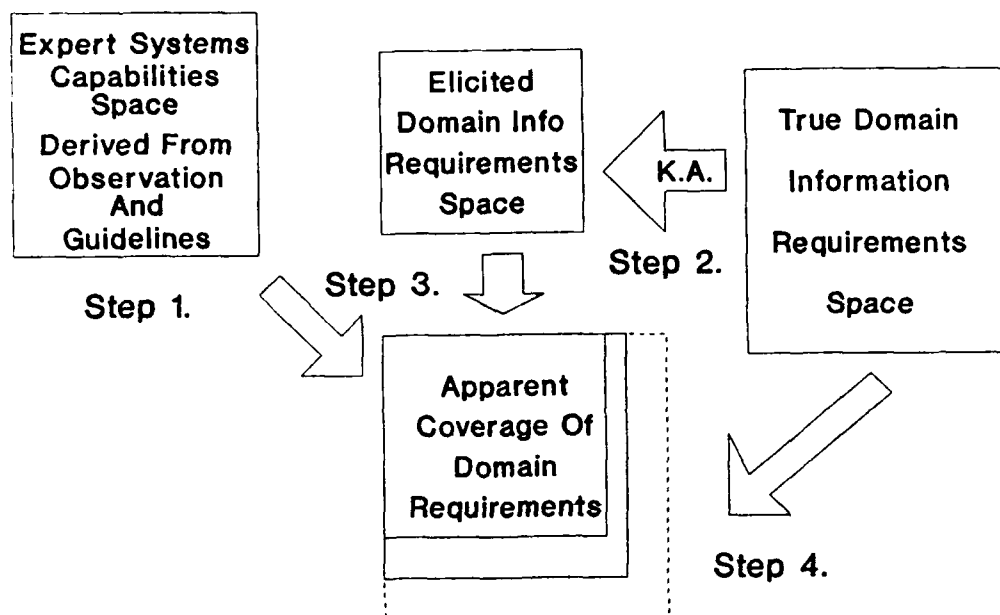 Expert Systems
Capabilities
Space
Derived From
Observation
And
Guidelines
Step 1.
Elicited
Domain Info
Requirements
Space
K.A.
Step 2.
True Domain
Information
Requirements
Space
Step 3.
Apparent
Coverage Of
Domain
Requirements
Step 4.